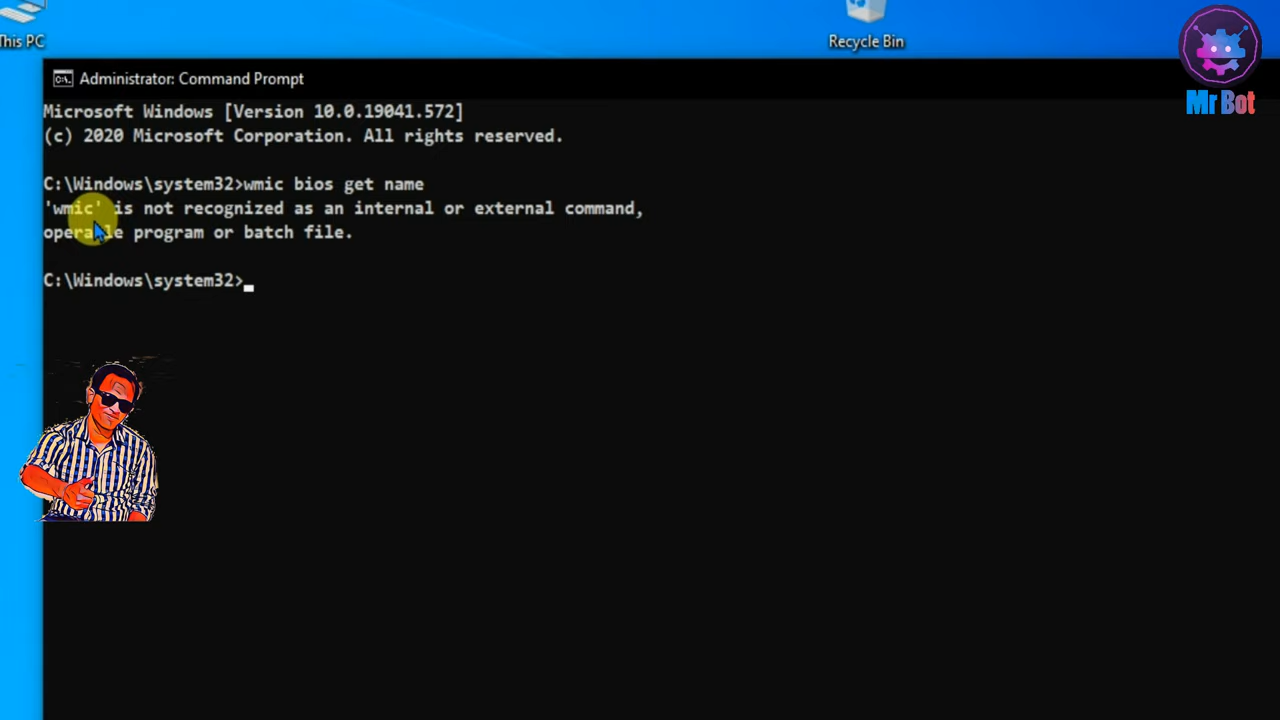 This PC
Recycle Bin
Mr Bot
Administrator: Command Prompt
Microsoft Windows [Version 10.0.19041.572]
(c) 2020 Microsoft Corporation. All rights reserved.
C:\Windows\system32>wmic bios get name
'wmic' is not recognized as an internal or external command,
operable program or batch file.
C:\Windows\system32>